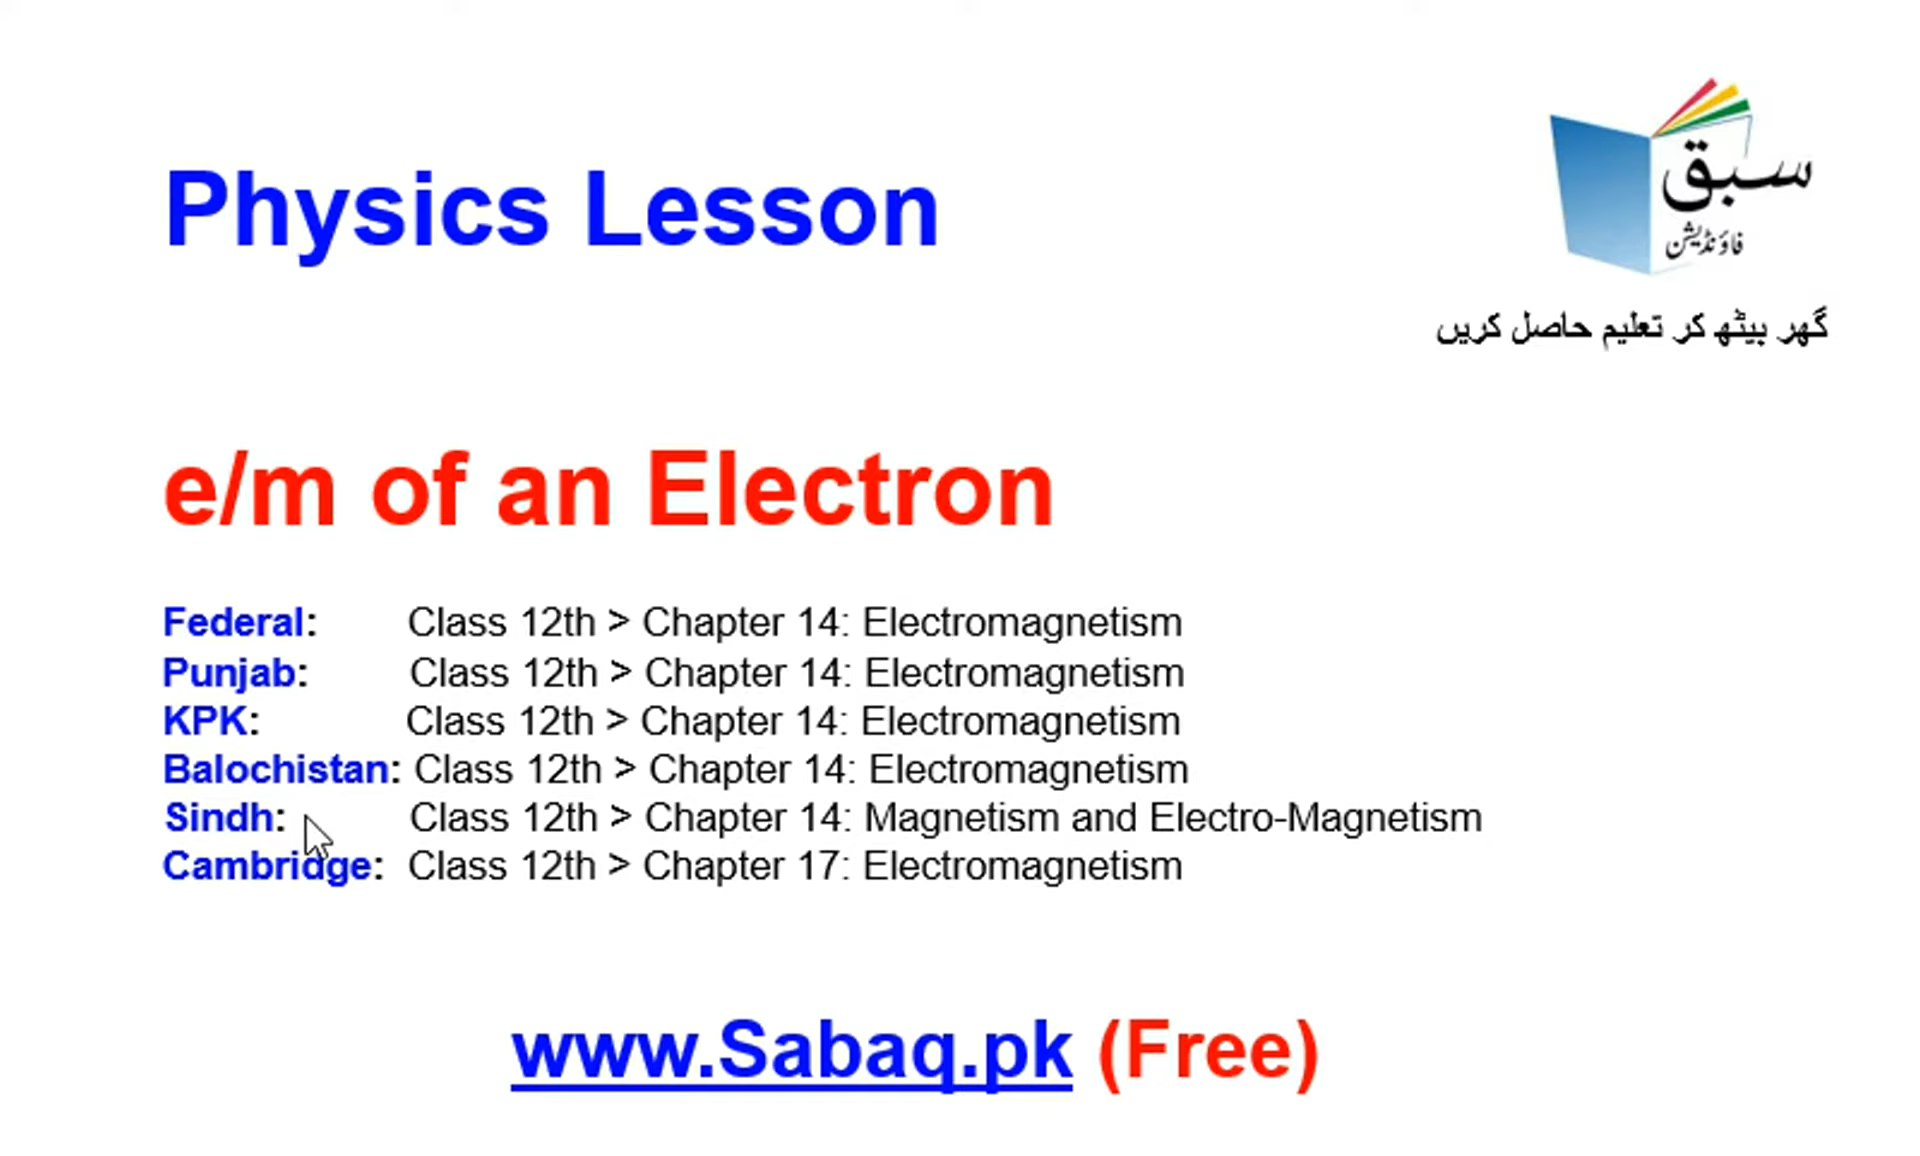 Physics Lesson
سبق
فاؤنڈیشن
گھر بیٹھ کر تعلیم حاصل کریں
e/m of an Electron
Federal: Class 12th > Chapter 14: Electromagnetism
Punjab: Class 12th > Chapter 14: Electromagnetism
KPK: Class 12th > Chapter 14: Electromagnetism
Balochistan: Class 12th > Chapter 14: Electromagnetism
Sindh: Class 12th > Chapter 14: Magnetism and Electro-Magnetism
Cambridge: Class 12th > Chapter 17: Electromagnetism
www.Sabaq.pk (Free)